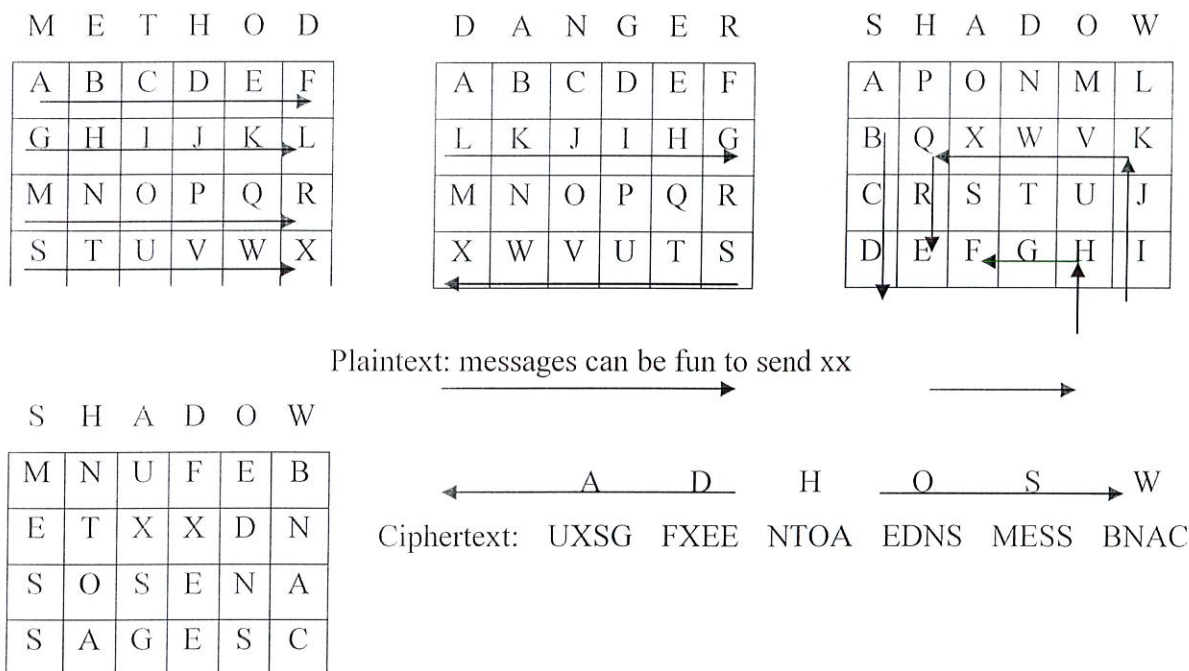 M E T H O D
A B C D E F
G H I J K L
M N O P Q R
S T U V W X
D A N G E R
A B C D E F
L K J I H G
M N O P Q R
X W V U T S
S H A D O W
A P O N M L
B Q X W V K
C R S T U J
D E F G H I
Plaintext: messages can be fun to send xx
S H A D O W
M N U F E B
E T X X D N
S O S E N A
S A G E S C
A D H O S W
Ciphertext: UXSG FXEE NTOA EDNS MESS BNAC